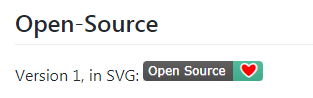 Open-Source
Version 1, in SVG: Open Source